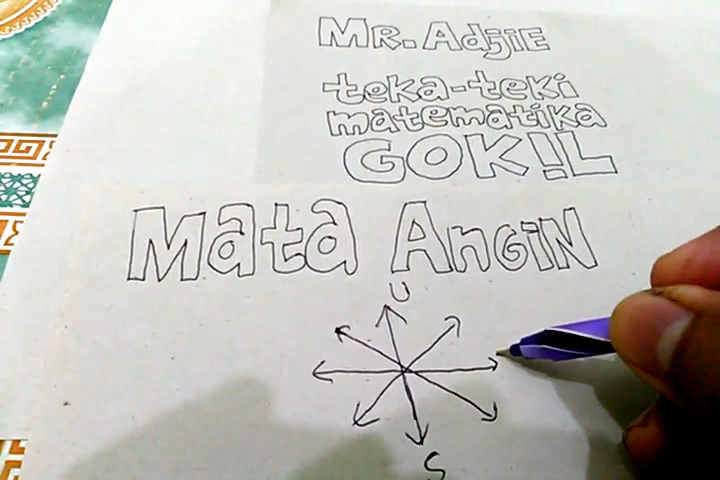 MR. AdjiE
teka-teki
matematika
GOK!L
Mata AnGiN
U
S